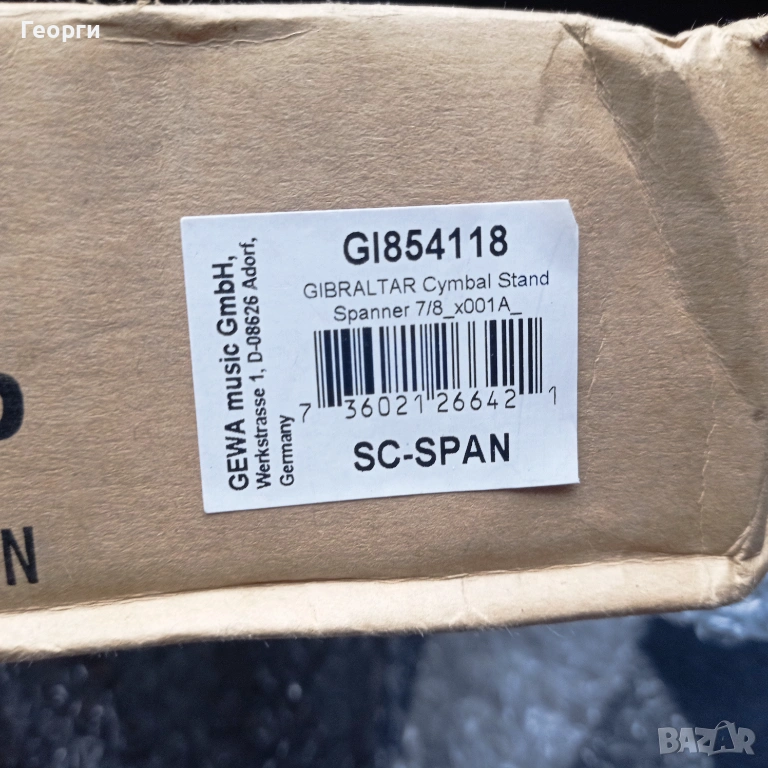 Георги
GI854118
GIBRALTAR Cymbal Stand
Spanner 7/8_x001A_
7 36021 26642 1
SC-SPAN
GEWA music GmbH,
Werkstrasse 1, D-08626 Adorf,
Germany
N
BAZAR